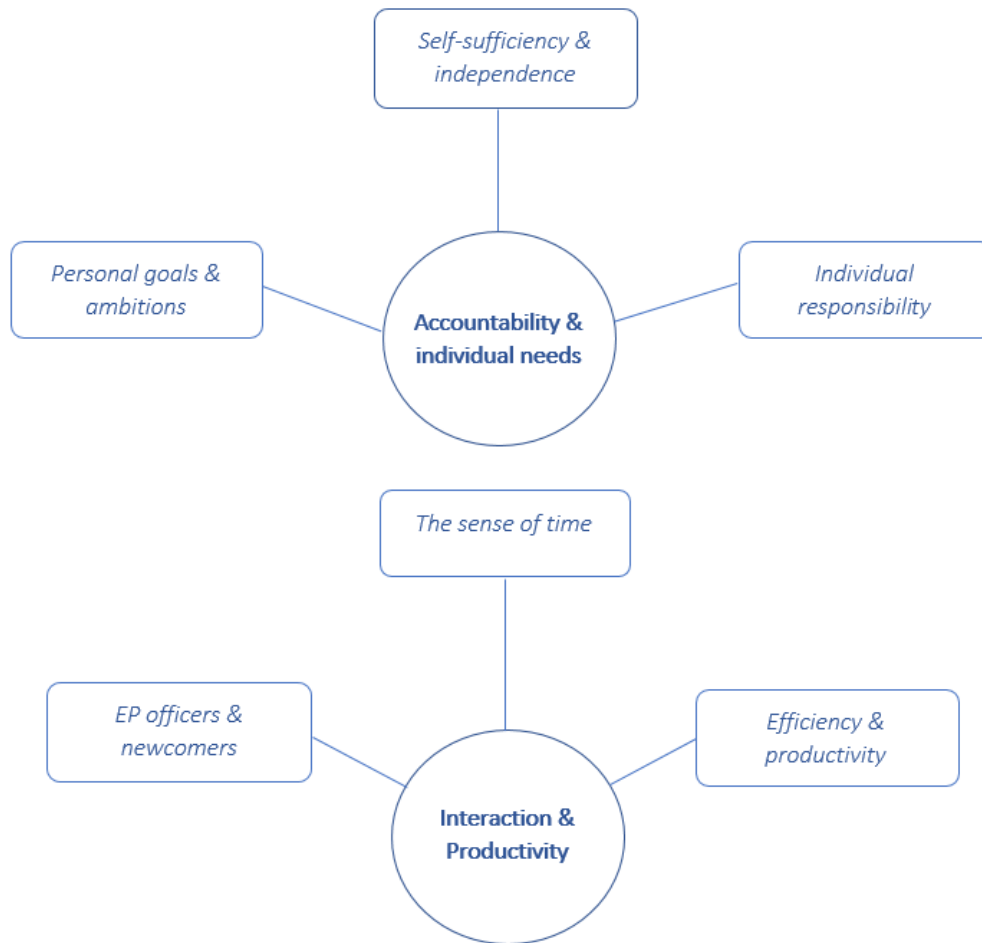 Self-sufficiency &
independence
Personal goals &
ambitions
Individual
responsibility
Accountability &
individual needs
The sense of time
EP officers &
newcomers
Efficiency &
productivity
Interaction &
Productivity